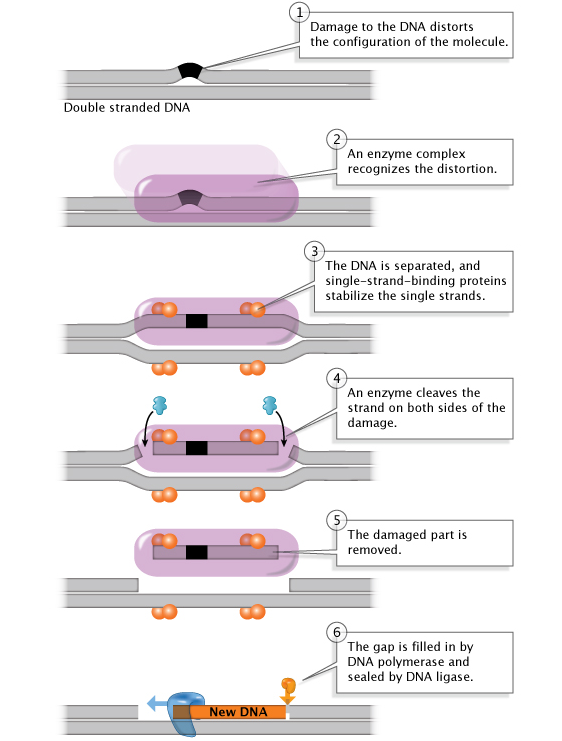 1
Damage to the DNA distorts
the configuration of the molecule.
Double stranded DNA
2
An enzyme complex
recognizes the distortion.
3
The DNA is separated, and
single-strand-binding proteins
stabilize the single strands.
4
An enzyme cleaves the
strand on both sides of the
damage.
5
The damaged part is
removed.
6
The gap is filled in by
DNA polymerase and
sealed by DNA ligase.
New DNA